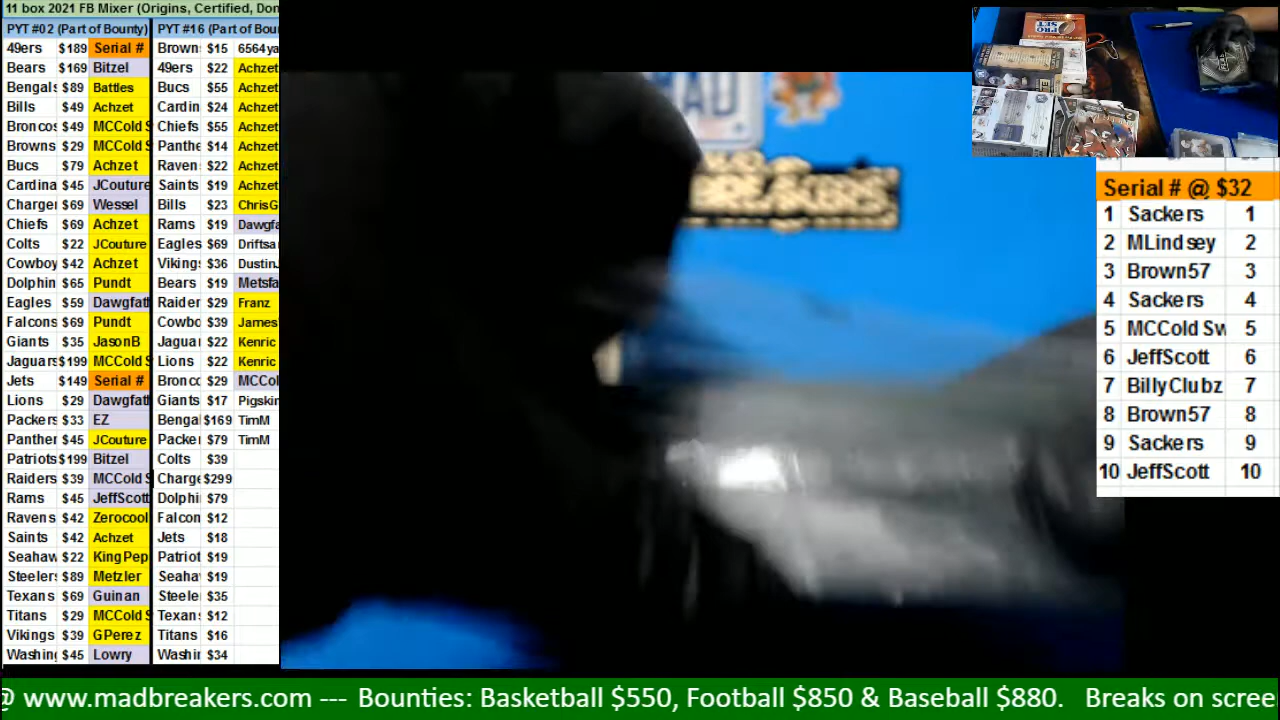 11 box 2021 FB Mixer (Origins, Certified, Don
PYT #02 (Part of Bounty) PYT #16 (Part of Boun
49ers $189 Serial # Brown $15 6564ya
Bears $169 Bitzel 49ers $22 Achzet
Bengals $89 Battles Bucs $55 Achzet
Bills $49 Achzet Cardin $24 Achzet
Broncos $49 MCCold S Chiefs $55 Achzet
Browns $29 MCCold S Panthe $14 Achzet
Bucs $79 Achzet Raven $22 Achzet
Cardina $45 JCouture Saints $19 Achzet
Charger $69 Wessel Bills $23 ChrisG
Chiefs $69 Achzet Rams $19 Dawgfa
Colts $22 JCouture Eagles $69 Driftsa
Cowboy $42 Achzet Viking $36 DustinJ
Dolphin $65 Pundt Bears $19 Metsfa
Eagles $59 Dawgfath Raider $29 Franz
Falcons $69 Pundt Cowbo $39 James
Giants $35 JasonB Jagua $22 Kenric
Jaguars $199 MCCold S Lions $22 Kenric
Jets $149 Serial # Bronco $29 MCCol
Lions $29 Dawgfath Giants $17 Pigskin
Packers $33 EZ Benga $169 TimM
Panther $45 JCouture Packe $79 TimM
Patriots $199 Bitzel Colts $39
Raiders $39 MCCold S Charge $299
Rams $45 JeffScott Dolphi $79
Ravens $42 Zerocool Falcon $12
Saints $42 Achzet Jets $18
Seahaw $22 KingPep Patriot $19
Steelers $89 Metzler Seaha $19
Texans $69 Guinan Steele $35
Titans $29 MCCold S Texan $12
Vikings $39 GPerez Titans $16
Washing $45 Lowry Washi $34
BREAKERS
PRO SET
Serial # @ $32
1 Sackers 1
2 MLindsey 2
3 Brown57 3
4 Sackers 4
5 MCCold Sw 5
6 JeffScott 6
7 BillyClubz 7
8 Brown57 8
9 Sackers 9
10 JeffScott 10
@ www.madbreakers.com --- Bounties: Basketball $550, Football $850 & Baseball $880. Breaks on scree